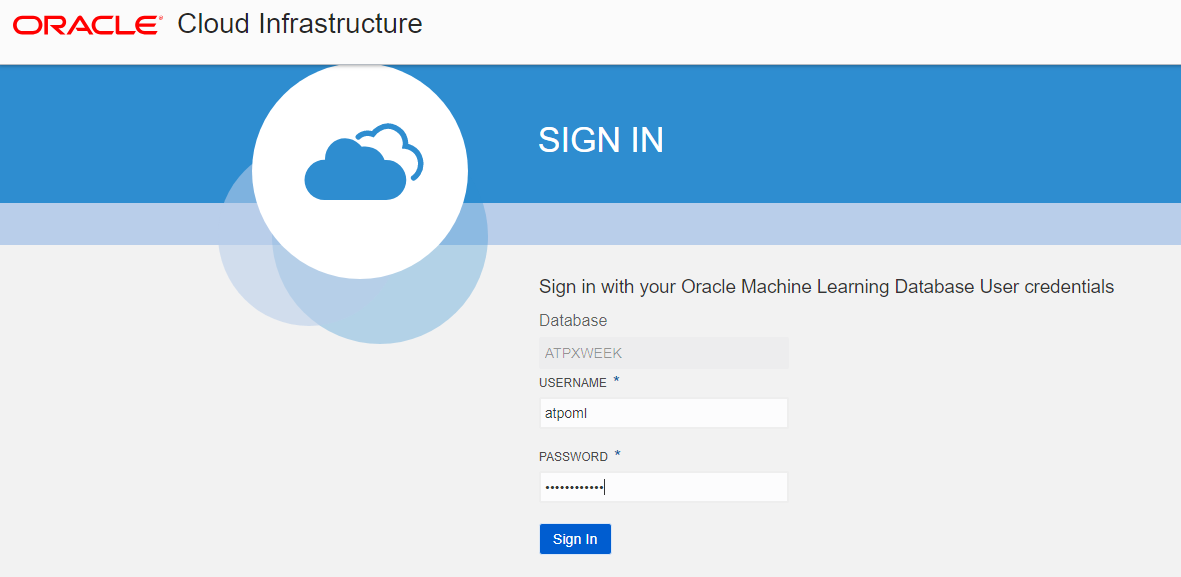 ORACLE® Cloud Infrastructure
SIGN IN
Sign in with your Oracle Machine Learning Database User credentials
Database
ATPXWEEK
USERNAME *
atpoml
PASSWORD *
••••••••••••
Sign In